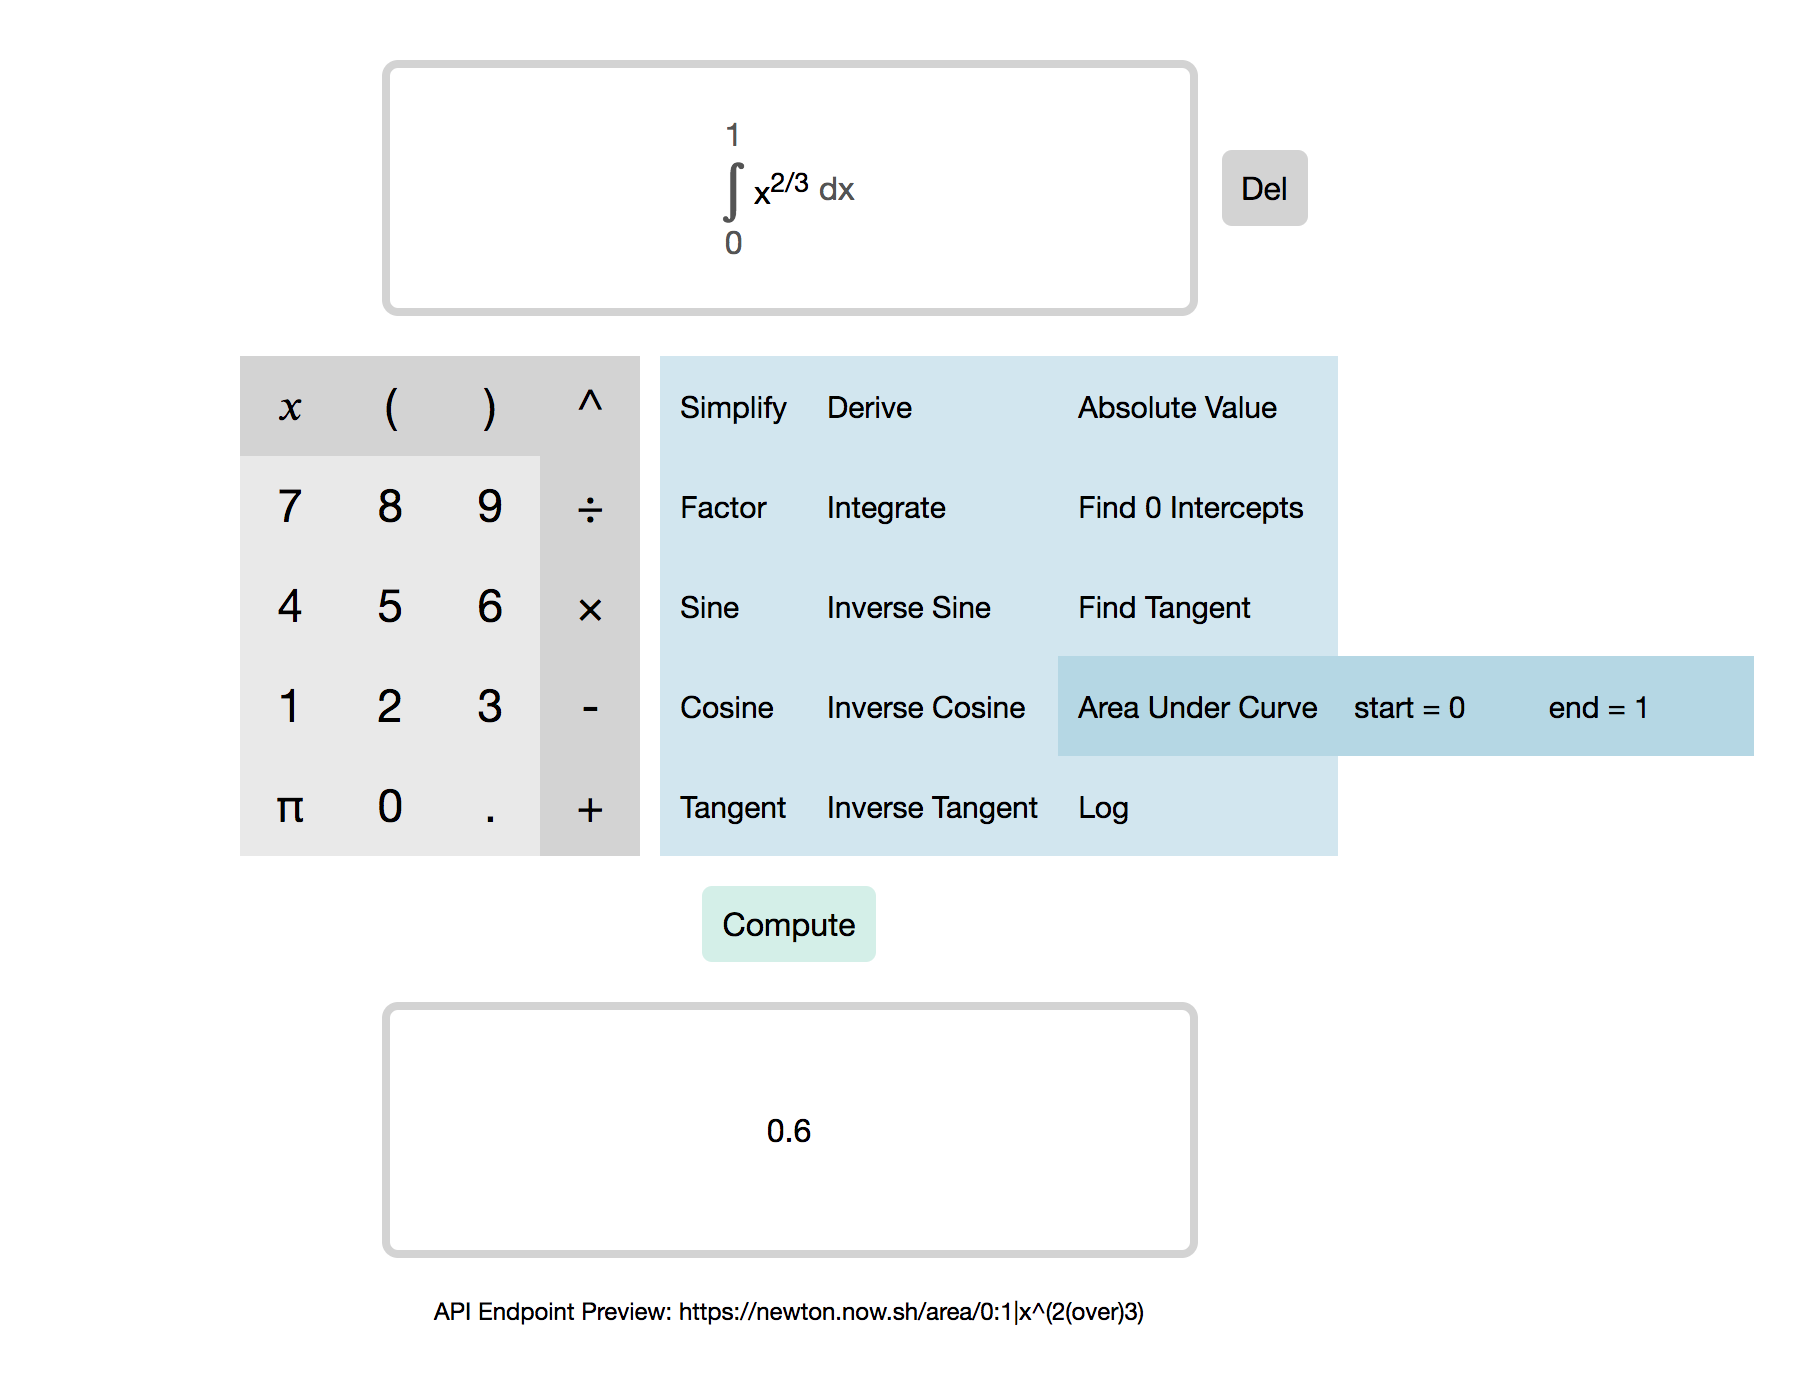 1
∫ x^2/3 dx
0
Del
x ( ) ^
7 8 9 ÷
4 5 6 ×
1 2 3 -
π 0 . +
Simplify Derive Absolute Value
Factor Integrate Find 0 Intercepts
Sine Inverse Sine Find Tangent
Cosine Inverse Cosine Area Under Curve start = 0 end = 1
Tangent Inverse Tangent Log
Compute
0.6
API Endpoint Preview: https://newton.now.sh/area/0:1|x^(2(over)3)